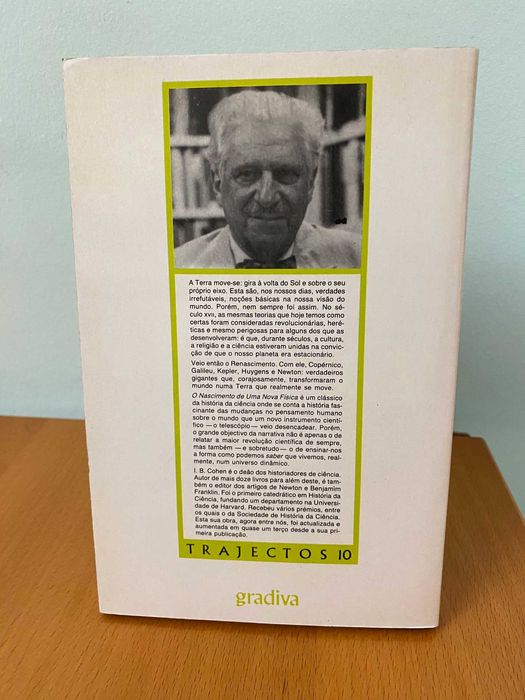 A Terra move-se: gira à volta do Sol e sobre o seu
próprio eixo. Esta são, nos nossos dias, verdades
irrefutáveis, noções básicas na nossa visão do
mundo. Porém, nem sempre foi assim. No sé-
culo XVII, as mesmas teorias que hoje temos como
certas foram consideradas revolucionárias, heré-
ticas e mesmo perigosas para alguns dos que as
desenvolveram: é que, durante séculos, a cultura,
a religião e a ciência estiveram unidas na convic-
ção de que o nosso planeta era estacionário.
Veio então o Renascimento. Com ele, Copérnico,
Galileu, Kepler, Huygens e Newton: verdadeiros
gigantes que, corajosamente, transformaram o
mundo numa Terra que realmente se move.
O Nascimento de Uma Nova Física é um clássico
da história da ciência onde se conta a história fas-
cinante das mudanças no pensamento humano
sobre o mundo que um novo instrumento cientí-
fico — o telescópio — veio desencadear. Porém,
o grande objectivo da narrativa não é apenas o de
relatar a maior revolução científica de sempre,
mas também — e sobretudo — o de ensinar-nos
a forma como podemos saber que vivemos, real-
mente, num universo dinâmico.
I. B. Cohen é o deão dos historiadores de ciência.
Autor de mais doze livros para além deste, é tam-
bém o editor dos artigos de Newton e Benjamim
Franklin. Foi o primeiro catedrático em História da
Ciência, fundando um departamento na Universi-
dade de Harvard. Recebeu vários prémios, entre
os quais o da Sociedade de História da Ciência.
Esta sua obra, agora entre nós, foi actualizada e
aumentada em quase um terço desde a sua pri-
meira publicação.
TRAJECTOS 10
gradiva